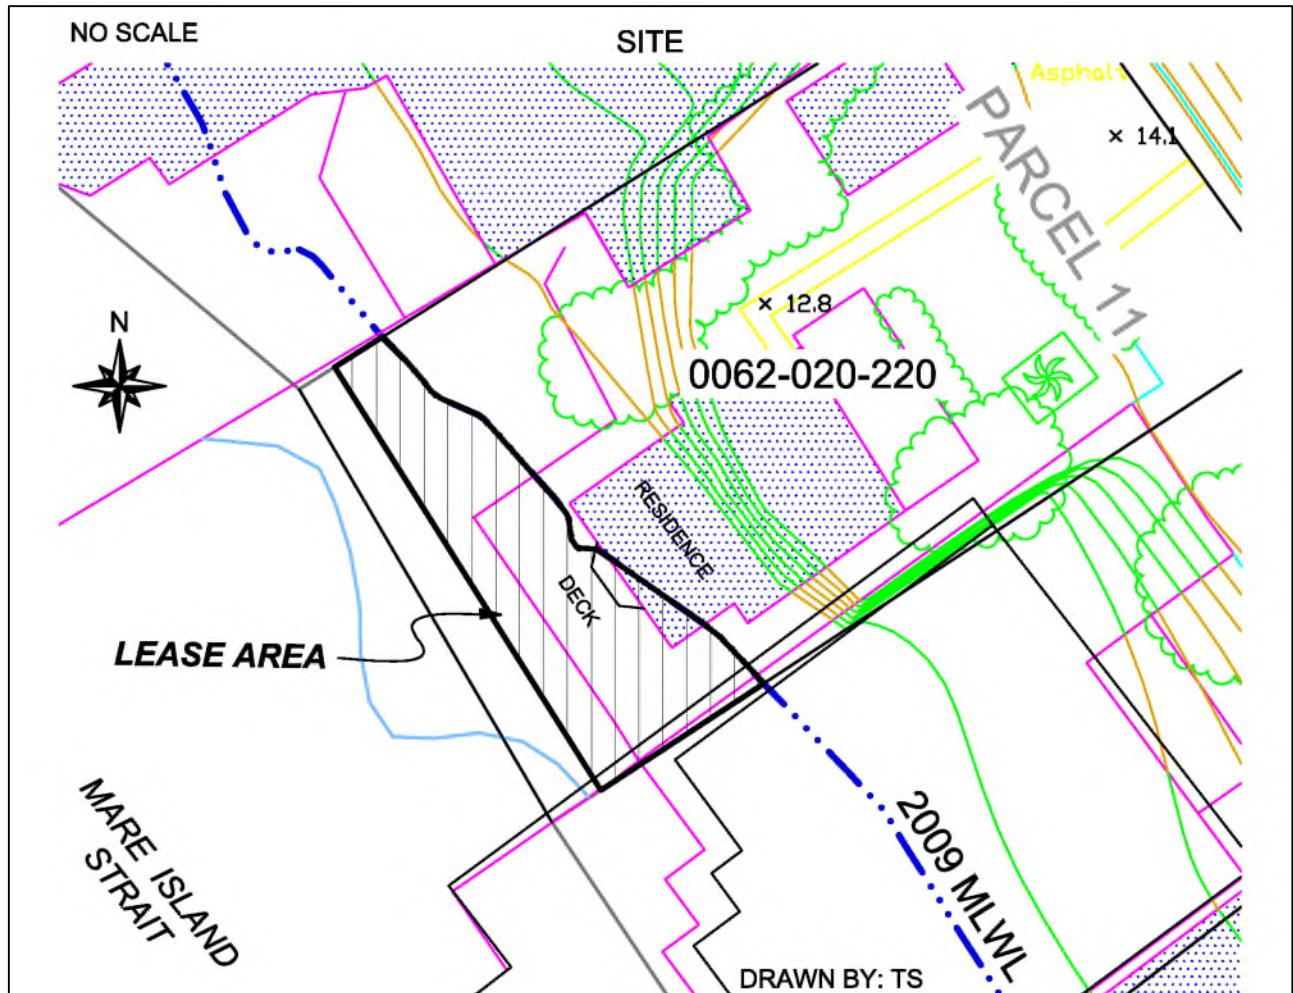 NO SCALE
SITE
Asphalt
× 14.1
PARCEL 11
× 12.8
N
0062-020-220
RESIDENCE
DECK
LEASE AREA
MARE ISLAND
STRAIT
2009 MLWL
DRAWN BY: TS